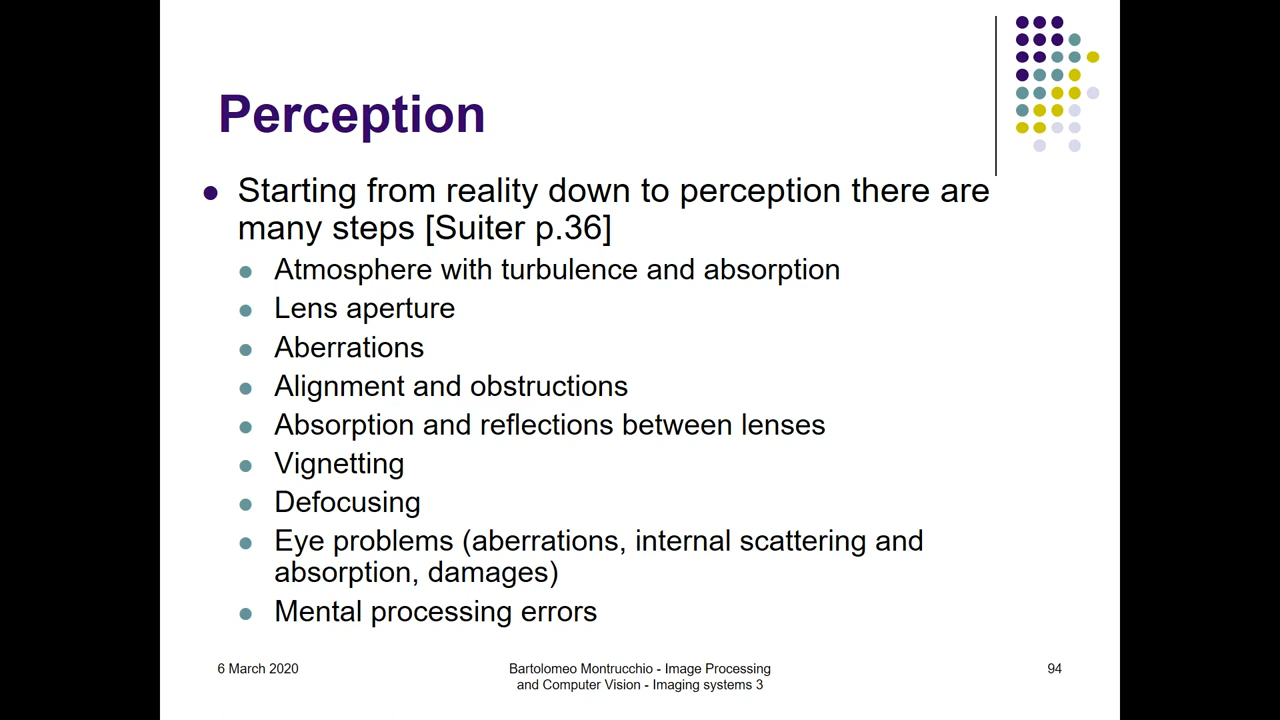 Perception
Starting from reality down to perception there are
many steps [Suiter p.36]
Atmosphere with turbulence and absorption
Lens aperture
Aberrations
Alignment and obstructions
Absorption and reflections between lenses
Vignetting
Defocusing
Eye problems (aberrations, internal scattering and
absorption, damages)
Mental processing errors
6 March 2020
Bartolomeo Montrucchio - Image Processing
and Computer Vision - Imaging systems 3
94